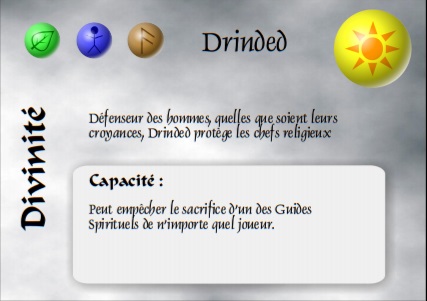 Drinded
Divinité
Défenseur des hommes, quelles que soient leurs
croyances, Drinded protège les chefs religieux
Capacité :
Peut empêcher le sacrifice d'un des Guides
Spirituels de n'importe quel joueur.